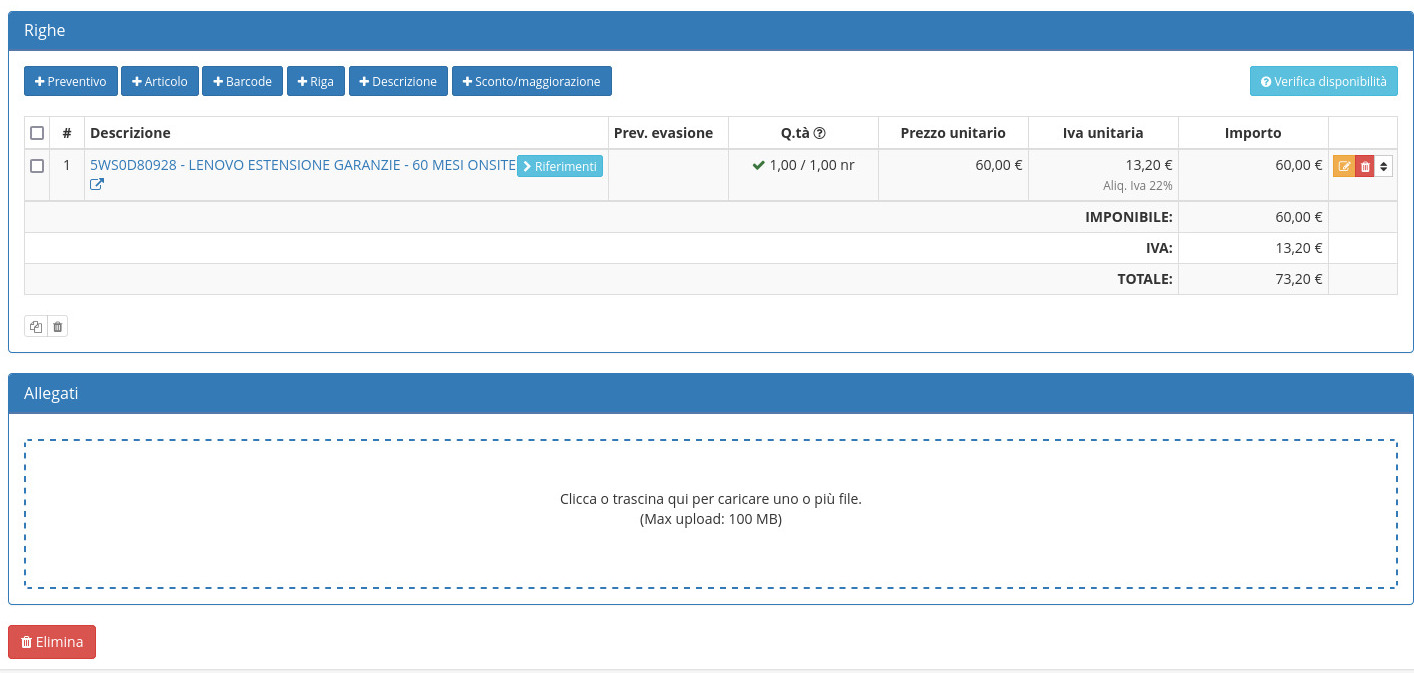 Righe
Preventivo Articolo Barcode Riga Descrizione Sconto/maggiorazione Verifica disponibilità
# Descrizione Prev. evasione Q.tà Prezzo unitario Iva unitaria Importo
1 5WS0D80928 - LENOVO ESTENSIONE GARANZIE - 60 MESI ONSITE Riferimenti 1,00 / 1,00 nr 60,00 € 13,20 € 60,00 €
Aliq. Iva 22%
IMPONIBILE: 60,00 €
IVA: 13,20 €
TOTALE: 73,20 €
Allegati
Clicca o trascina qui per caricare uno o più file.
(Max upload: 100 MB)
Elimina